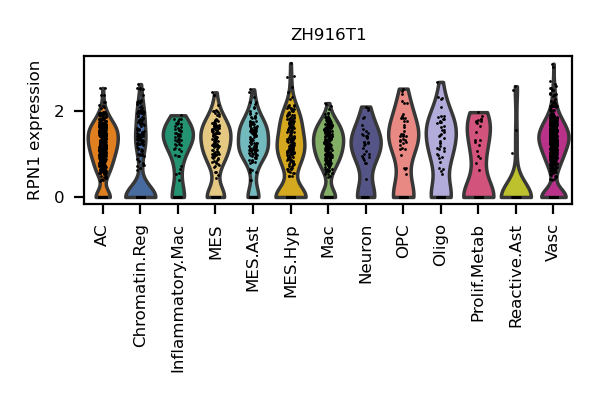 ZH916T1
RPN1 expression
2
0
AC
Chromatin.Reg
Inflammatory.Mac
MES
MES.Ast
MES.Hyp
Mac
Neuron
OPC
Oligo
Prolif.Metab
Reactive.Ast
Vasc